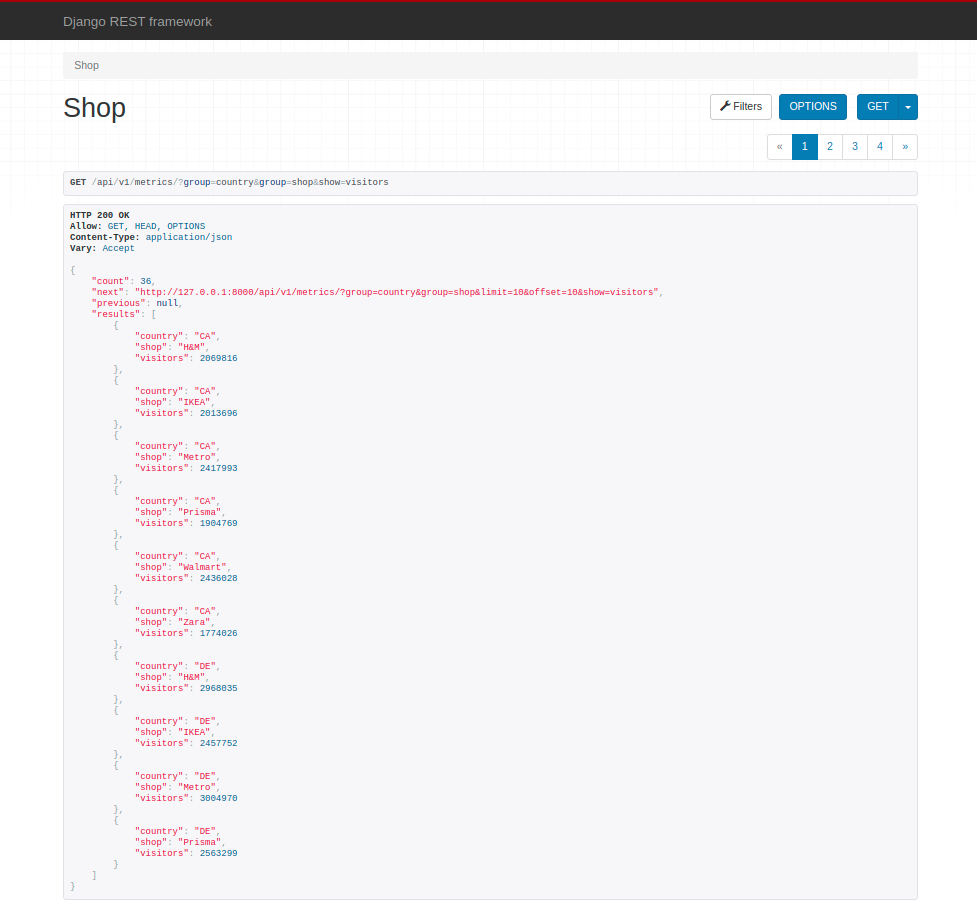 Django REST framework
Shop
Shop
Filters
OPTIONS
GET
« 1 2 3 4 »
GET /api/v1/metrics/?group=country&group=shop&show=visitors
HTTP 200 OK
Allow: GET, HEAD, OPTIONS
Content-Type: application/json
Vary: Accept
{
    "count": 36,
    "next": "http://127.0.0.1:8000/api/v1/metrics/?group=country&group=shop&limit=10&offset=10&show=visitors",
    "previous": null,
    "results": [
        {
            "country": "CA",
            "shop": "H&M",
            "visitors": 2069816
        },
        {
            "country": "CA",
            "shop": "IKEA",
            "visitors": 2013696
        },
        {
            "country": "CA",
            "shop": "Metro",
            "visitors": 2417993
        },
        {
            "country": "CA",
            "shop": "Prisma",
            "visitors": 1904769
        },
        {
            "country": "CA",
            "shop": "Walmart",
            "visitors": 2436028
        },
        {
            "country": "CA",
            "shop": "Zara",
            "visitors": 1774026
        },
        {
            "country": "DE",
            "shop": "H&M",
            "visitors": 2968035
        },
        {
            "country": "DE",
            "shop": "IKEA",
            "visitors": 2457752
        },
        {
            "country": "DE",
            "shop": "Metro",
            "visitors": 3004970
        },
        {
            "country": "DE",
            "shop": "Prisma",
            "visitors": 2563299
        }
    ]
}